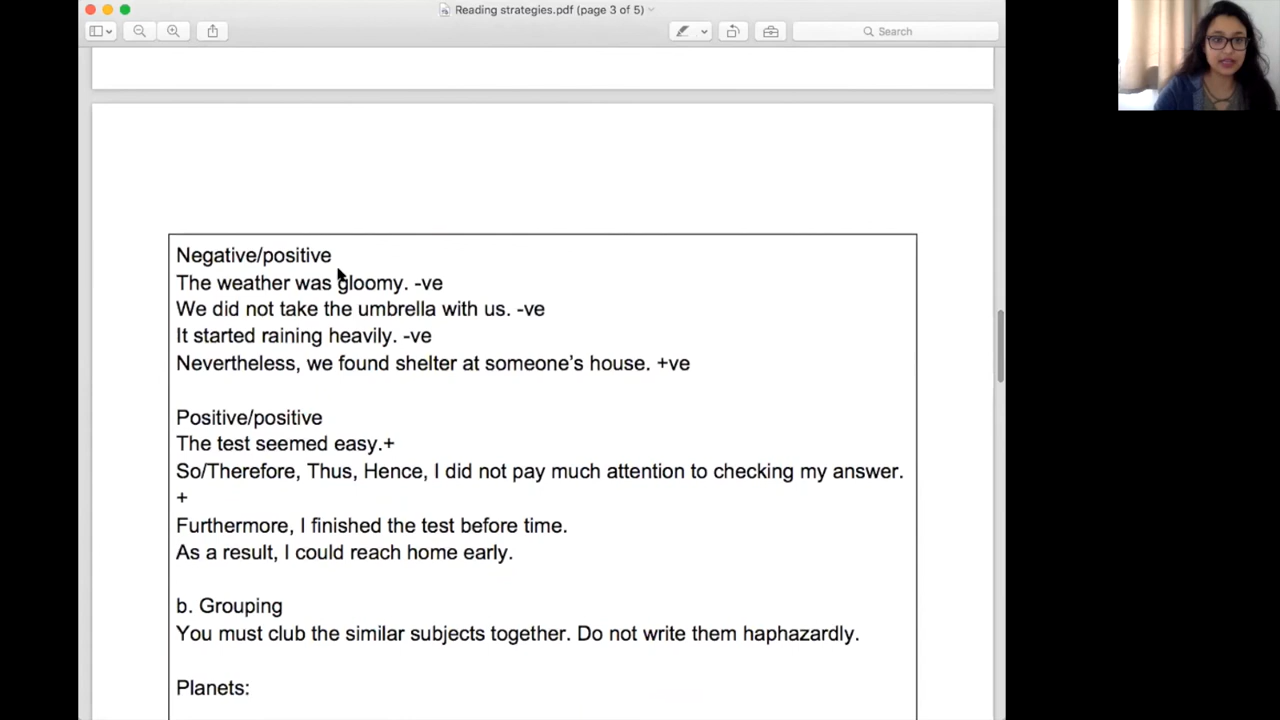 Reading strategies.pdf (page 3 of 5)
Search
Negative/positive
The weather was gloomy. -ve
We did not take the umbrella with us. -ve
It started raining heavily. -ve
Nevertheless, we found shelter at someone’s house. +ve
Positive/positive
The test seemed easy.+
So/Therefore, Thus, Hence, I did not pay much attention to checking my answer.
+
Furthermore, I finished the test before time.
As a result, I could reach home early.
b. Grouping
You must club the similar subjects together. Do not write them haphazardly.
Planets: